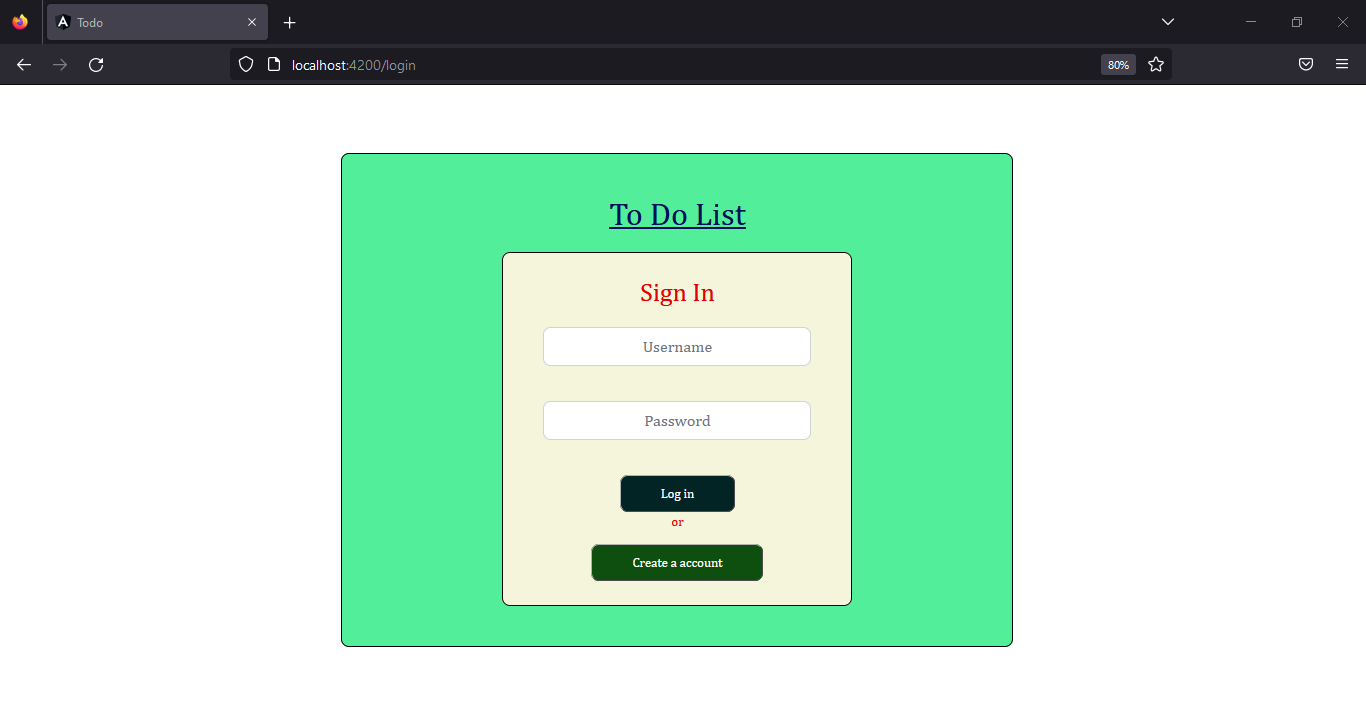 Todo
localhost:4200/login
80%
To Do List
Sign In
Username
Password
Log in
or
Create a account